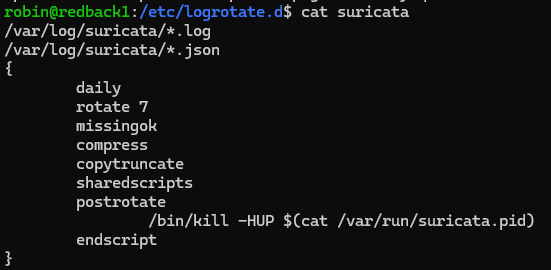 robin@redback1:/etc/logrotate.d$ cat suricata
/var/log/suricata/*.log
/var/log/suricata/*.json
{
        daily
        rotate 7
        missingok
        compress
        copytruncate
        sharedscripts
        postrotate
                /bin/kill -HUP $(cat /var/run/suricata.pid)
        endscript
}